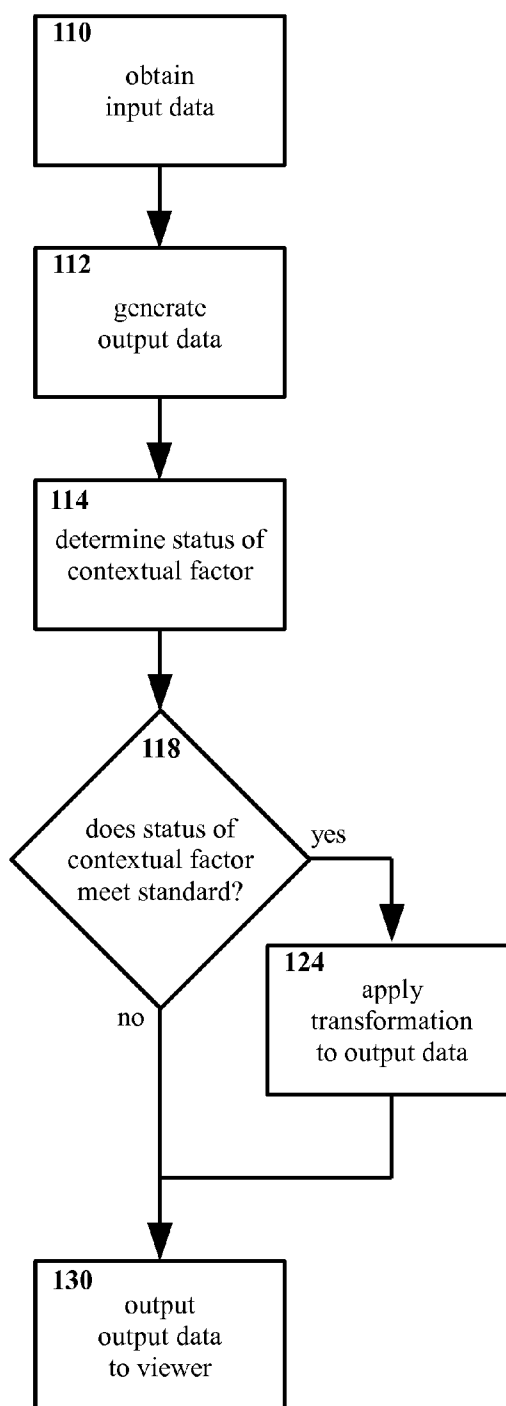 110
obtain
input data
112
generate
output data
114
determine status of
contextual factor
118
does status of
contextual factor
meet standard?
yes
no
124
apply
transformation
to output data
130
output
output data
to viewer